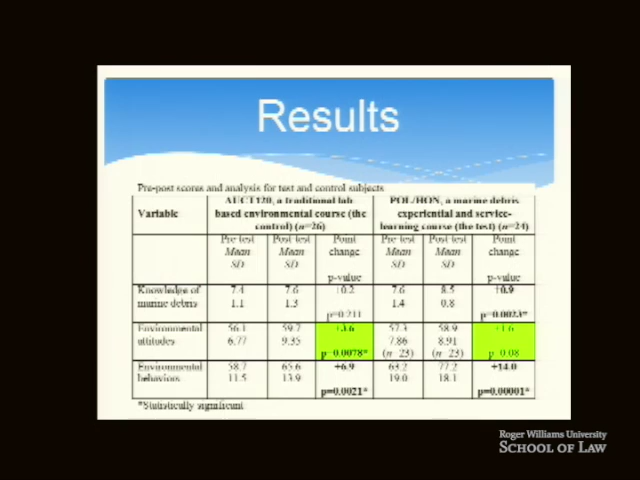 Results
Pre-post scores and analysis for test and control subjects
Variable
AUCT120, a traditional lab-
based environmental course (the
control) (n=26)
POL/HON, a marine debris
experiential and service-
learning course (the test) (n=24)
Pre test Mean SD
Post test Mean SD
Point change p-value
Pre test Mean SD
Post test Mean SD
Point change p-value
Knowledge of marine debris
7.4 1.1
7.6 1.3
+0.2 p=0.211
7.6 1.4
8.5 0.8
+0.9 p=0.0023*
Environmental attitudes
56.1 6.77
59.7 9.35
+3.6 p=0.0078*
57.3 7.86 (n=23)
58.9 8.91 (n=23)
+1.6 p=0.08
Environmental behaviors
58.7 11.5
65.6 13.9
+6.9 p=0.0021*
63.2 19.0
77.2 18.1
+14.0 p=0.00001*
*Statistically significant
Roger Williams University
SCHOOL OF LAW